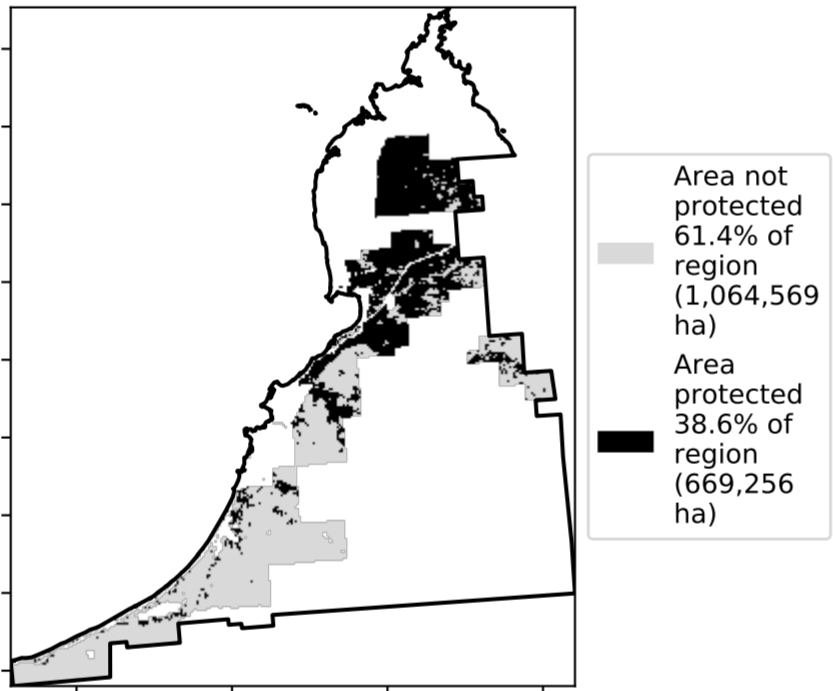 Area not
protected
61.4% of
region
(1,064,569
ha)
Area
protected
38.6% of
region
(669,256
ha)